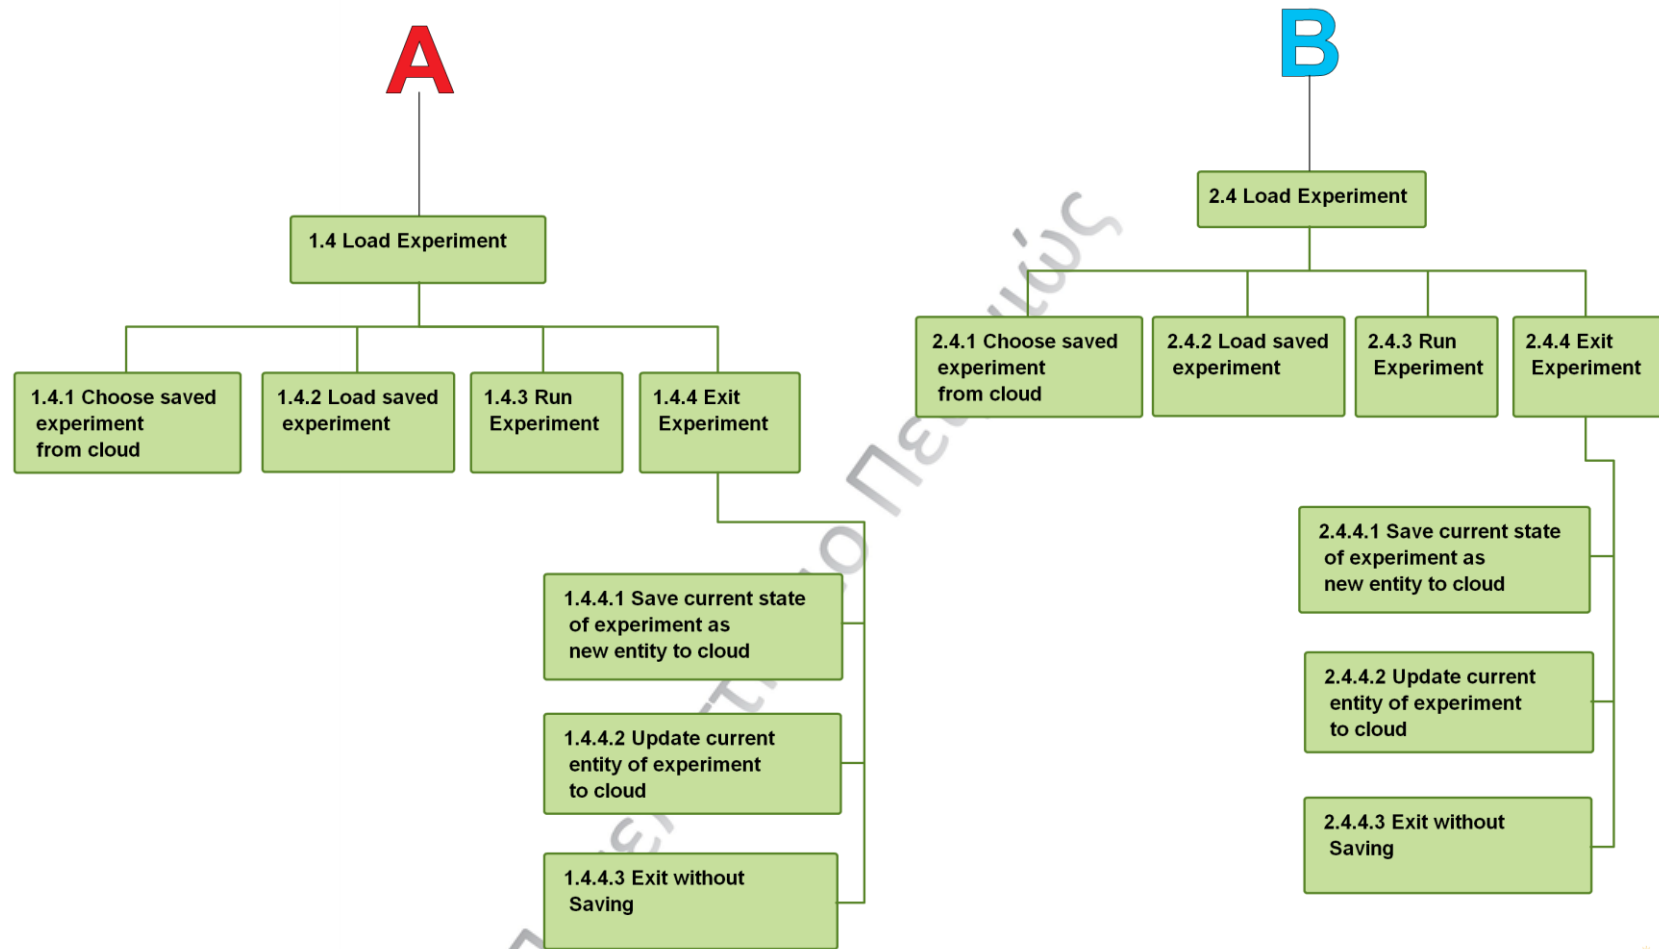 A
1.4 Load Experiment
1.4.1 Choose saved
experiment
from cloud
1.4.2 Load saved
experiment
1.4.3 Run
Experiment
1.4.4 Exit
Experiment
1.4.4.1 Save current state
of experiment as
new entity to cloud
1.4.4.2 Update current
entity of experiment
to cloud
1.4.4.3 Exit without
Saving
B
2.4 Load Experiment
2.4.1 Choose saved
experiment
from cloud
2.4.2 Load saved
experiment
2.4.3 Run
Experiment
2.4.4 Exit
Experiment
2.4.4.1 Save current state
of experiment as
new entity to cloud
2.4.4.2 Update current
entity of experiment
to cloud
2.4.4.3 Exit without
Saving